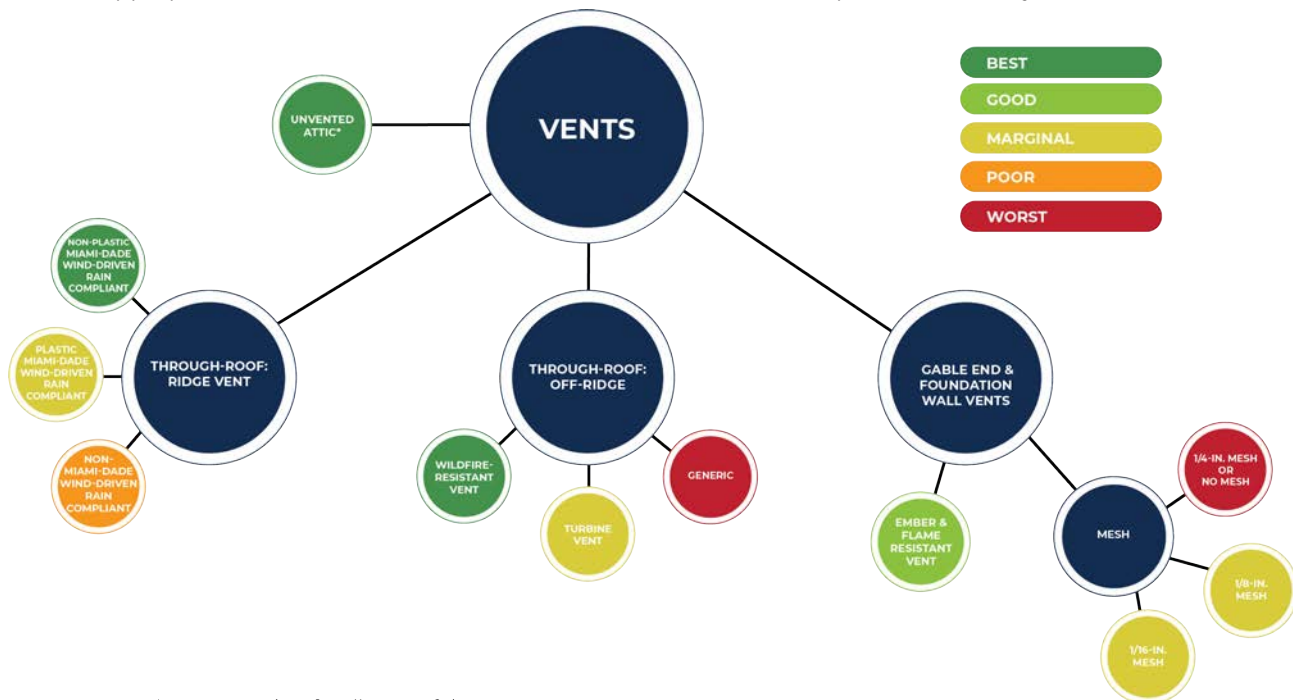 VENTS
UNVENTED
ATTIC*
BEST
GOOD
MARGINAL
POOR
WORST
NON-PLASTIC
MIAMI-DADE
WIND-DRIVEN
RAIN
COMPLIANT
PLASTIC
MIAMI-DADE
WIND-DRIVEN
RAIN
COMPLIANT
NON-
MIAMI-DADE
WIND-DRIVEN
RAIN
COMPLIANT
THROUGH-ROOF:
RIDGE VENT
THROUGH-ROOF:
OFF-RIDGE
WILDFIRE-
RESISTANT
VENT
TURBINE
VENT
GENERIC
GABLE END &
FOUNDATION
WALL VENTS
EMBER &
FLAME
RESISTANT
VENT
MESH
1/4-IN. MESH
OR
NO MESH
1/8-IN.
MESH
1/16-IN.
MESH